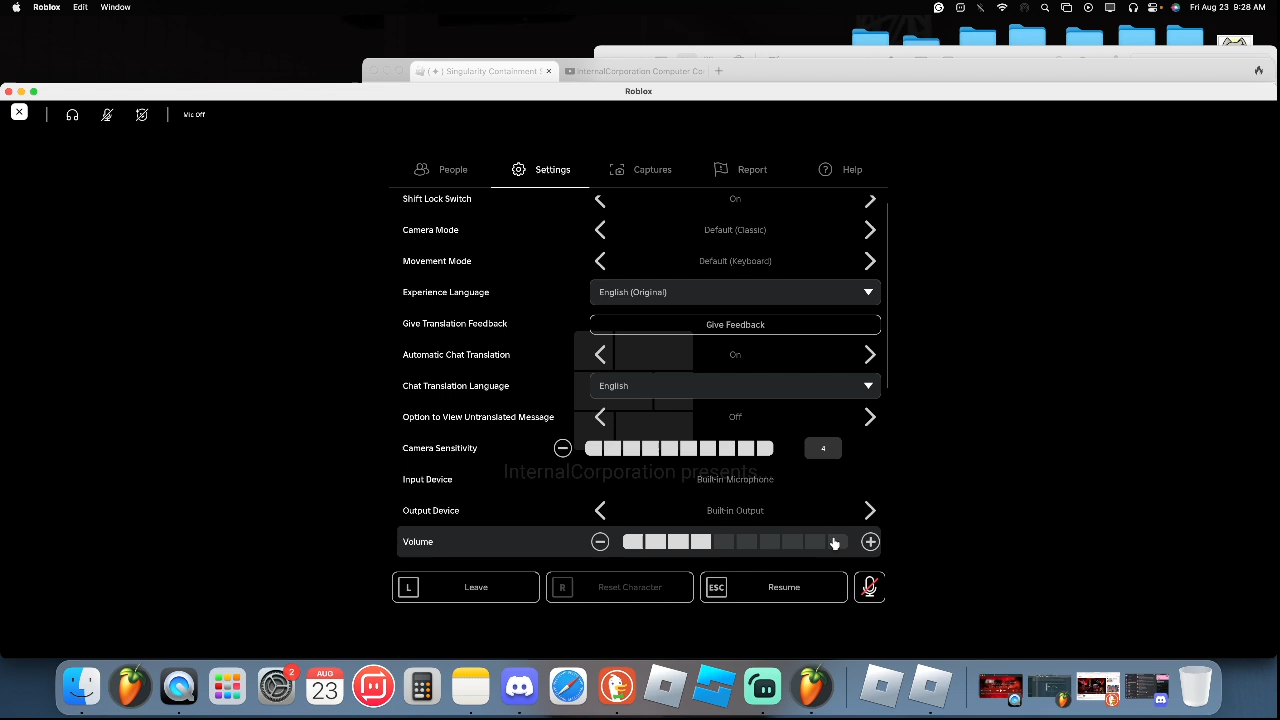 Roblox Edit Window Fri Aug 23 9:28 AM
( ✦ ) Singularity Containment InternalCorporation Computer Co
Roblox
Mic Off
People Settings Captures Report Help
Shift Lock Switch On
Camera Mode Default (Classic)
Movement Mode Default (Keyboard)
Experience Language English (Original)
Give Translation Feedback Give Feedback
Automatic Chat Translation On
Chat Translation Language English
Option to View Untranslated Message Off
Camera Sensitivity 4
InternalCorporation presents
Input Device Built-in Microphone
Output Device Built-in Output
Volume
L Leave R Reset Character ESC Resume
2
AUG
23